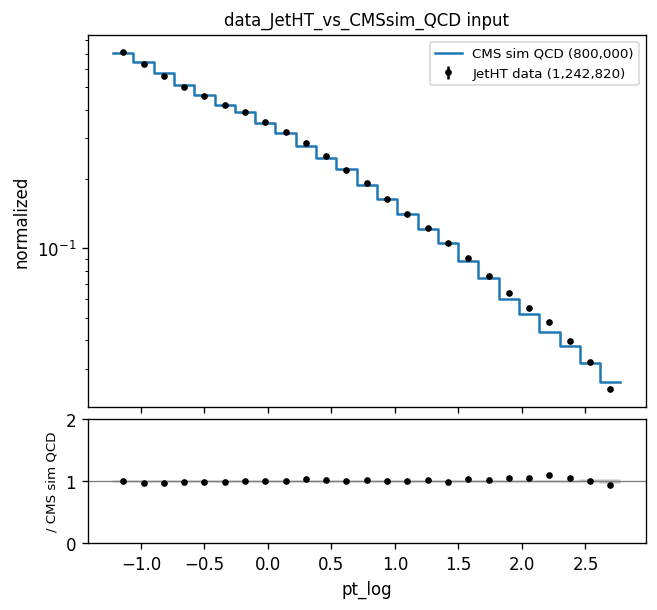 data_JetHT_vs_CMSsim_QCD input
CMS sim QCD (800,000)
JetHT data (1,242,820)
normalized
10⁻¹
/ CMS sim QCD
2
1
0
−1.0 −0.5 0.0 0.5 1.0 1.5 2.0 2.5
pt_log